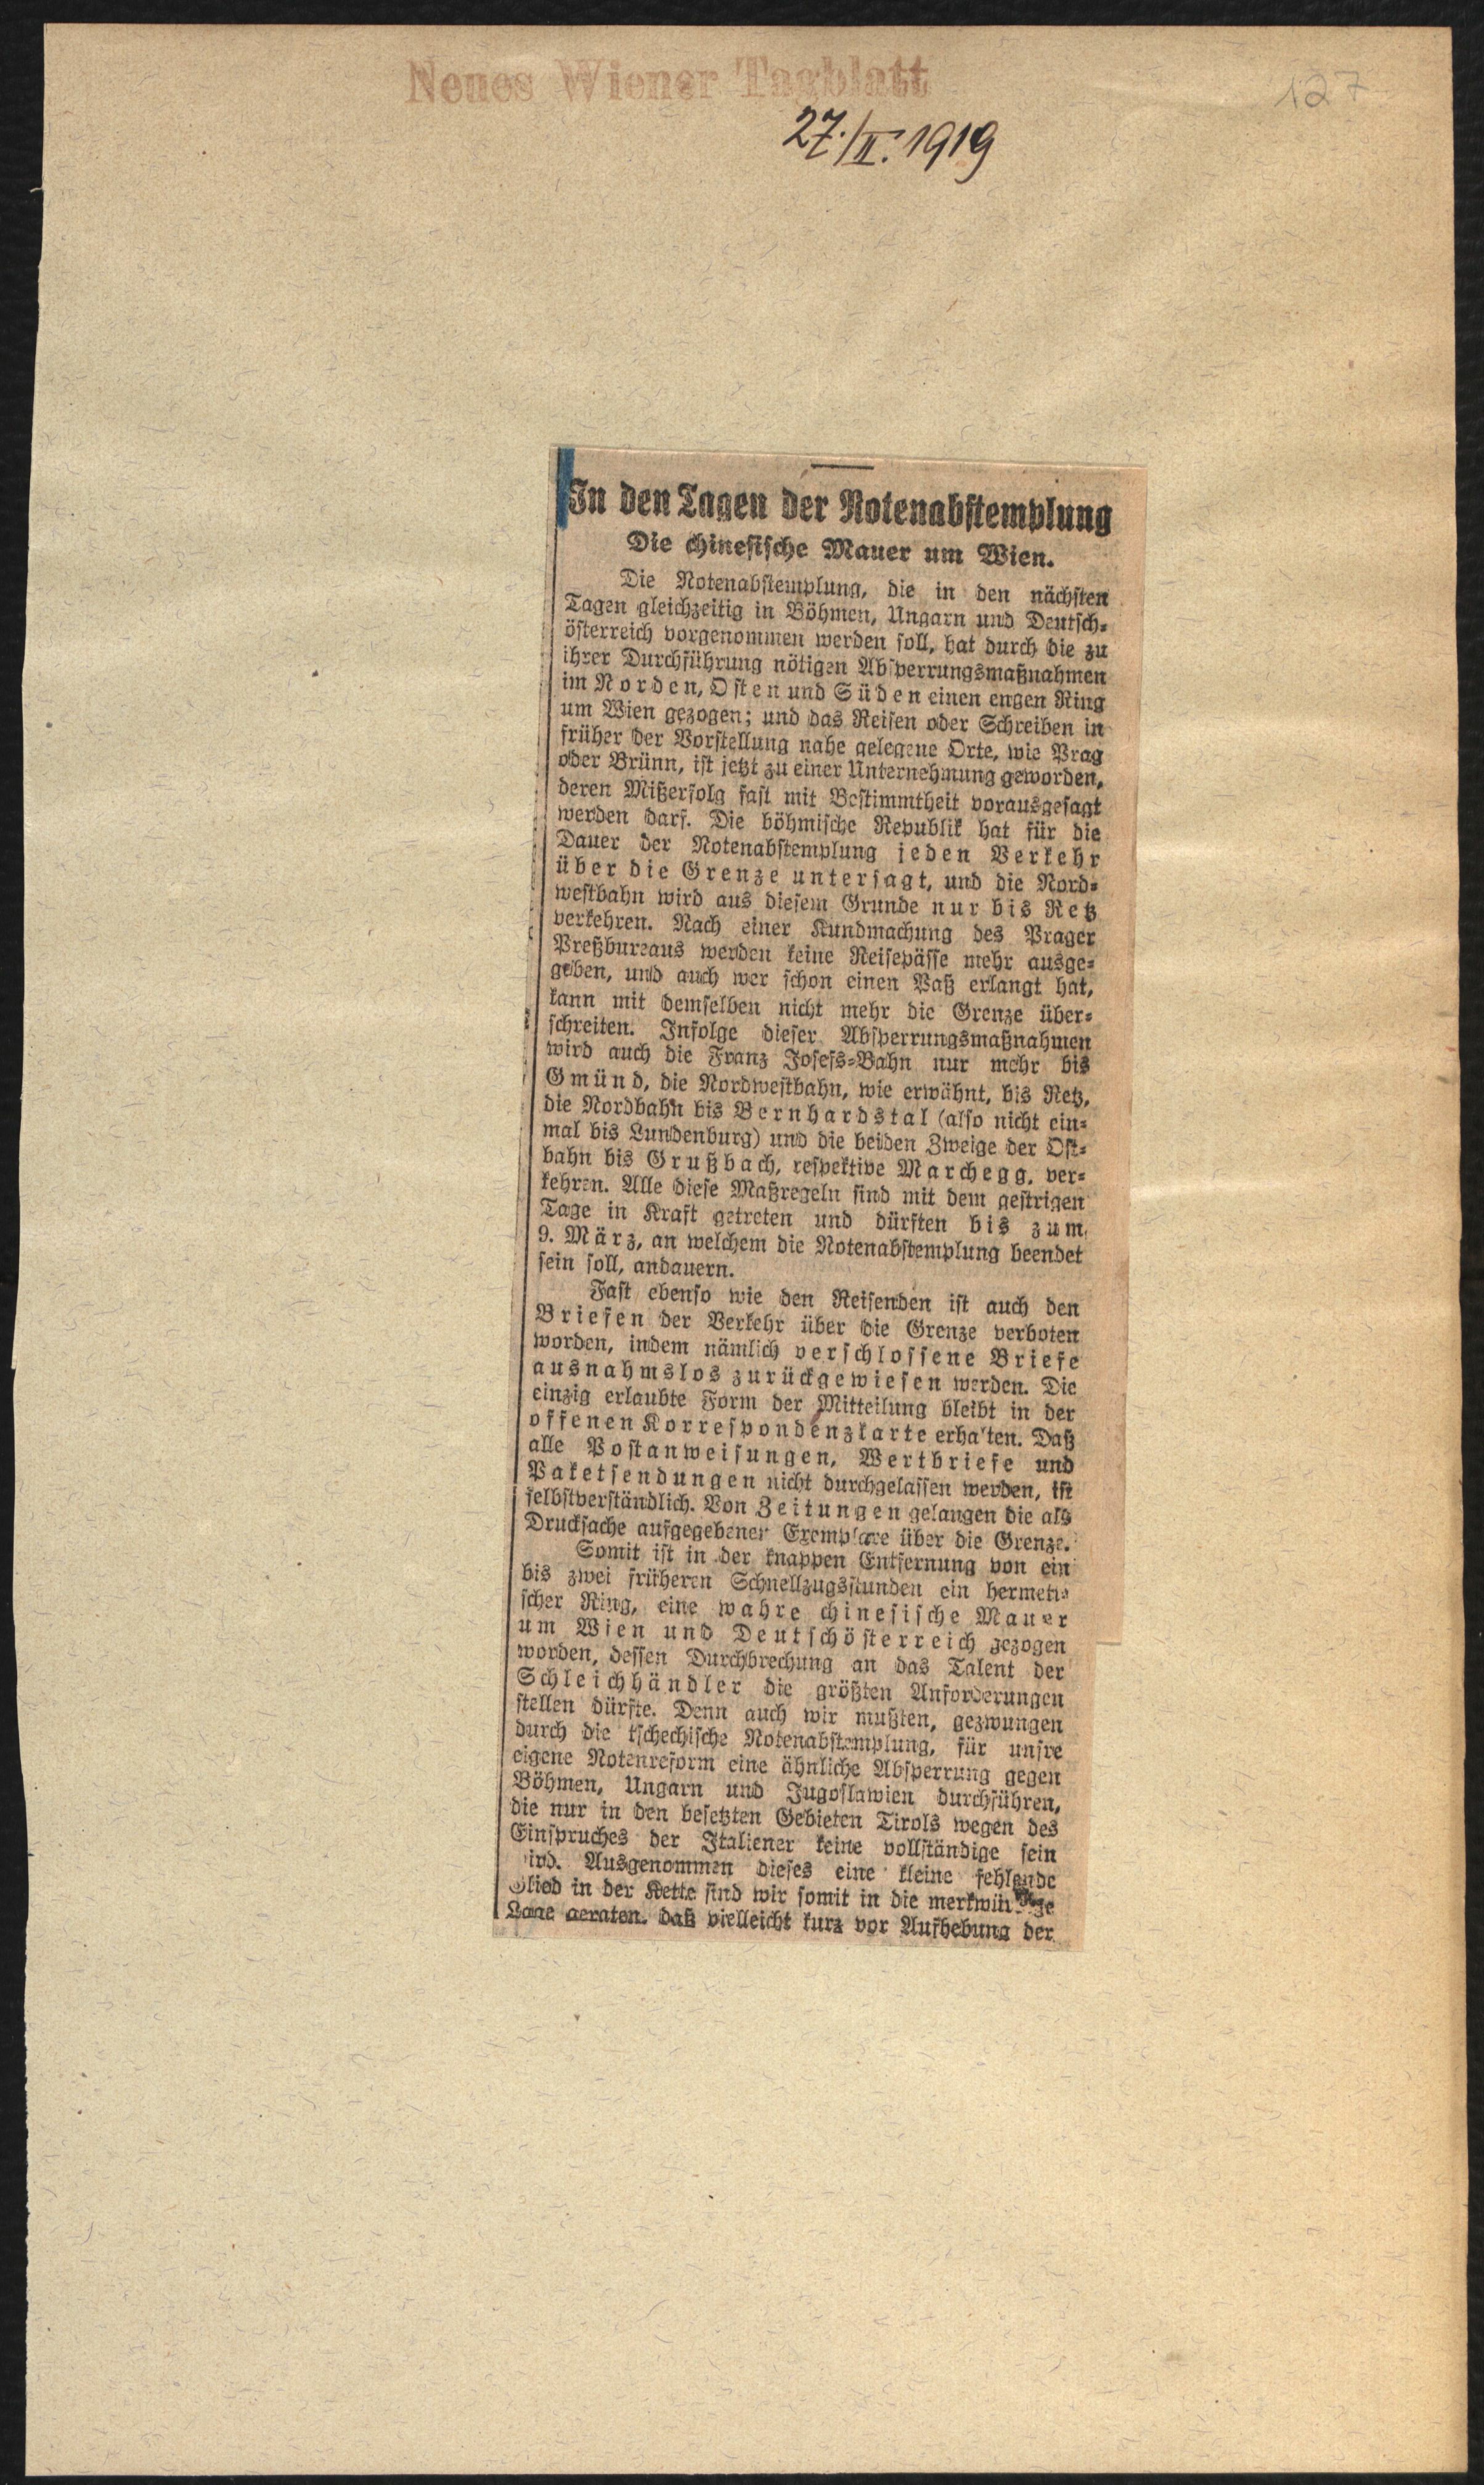 Neues Wiener Tagblatt
127
27./II. 1919
In den Tagen der Notenabstemplung
Die chinesische Mauer um Wien.
Die Notenabstemplung, die in den nächsten
Tagen gleichzeitig in Böhmen, Ungarn und Deutsch-
österreich vorgenommen werden soll, hat durch die zu
ihrer Durchführung nötigen Absperrungsmaßnahmen
im Norden, Osten und Süden einen engen Ring
um Wien gezogen; und das Reisen oder Schreiben in
früher der Vorstellung nahe gelegene Orte, wie Prag
oder Brünn, ist jetzt zu einer Unternehmung geworden,
deren Mißerfolg fast mit Bestimmtheit vorausgesagt
werden darf. Die böhmische Republik hat für die
Dauer der Notenabstemplung jeden Verkehr
über die Grenze untersagt, und die Nord-
westbahn wird aus diesem Grunde nur bis Retz
verkehren. Nach einer Kundmachung des Prager
Preßbureaus werden keine Reisepässe mehr ausge-
geben, und auch wer schon einen Paß erlangt hat,
kann mit demselben nicht mehr die Grenze über-
schreiten. Infolge dieser Absperrungsmaßnahmen
wird auch die Franz Josefs-Bahn nur mehr bis
Gmünd, die Nordwestbahn, wie erwähnt, bis Retz,
die Nordbahn bis Bernhardstal (also nicht ein-
mal bis Lundenburg) und die beiden Zweige der Ost-
bahn bis Grußbach, respektive Marchegg, ver-
kehren. Alle diese Maßregeln sind mit dem gestrigen
Tage in Kraft getreten und dürften bis zum
9. März, an welchem die Notenabstemplung beendet
sein soll, andauern.
Fast ebenso wie den Reisenden ist auch den
Briefen der Verkehr über die Grenze verboten
worden, indem nämlich verschlossene Briefe
ausnahmslos zurückgewiesen werden. Die
einzig erlaubte Form der Mitteilung bleibt in der
offenen Korrespondenzkarte erhalten. Daß
alle Postanweisungen, Wertbriefe und
Paketsendungen nicht durchgelassen werden, ist
selbstverständlich. Von Zeitungen gelangen die als
Drucksache aufgegebenen Exemplare über die Grenze.
Somit ist in der knappen Entfernung von ein
bis zwei früheren Schnellzugsstunden ein hermeti-
scher Ring, eine wahre chinesische Mauer
um Wien und Deutschösterreich gezogen
worden, dessen Durchbrechung an das Talent der
Schleichhändler die größten Anforderungen
stellen dürfte. Denn auch wir mußten, gezwungen
durch die tschechische Notenabstemplung, für unsre
eigene Notenreform eine ähnliche Absperrung gegen
Böhmen, Ungarn und Jugoslawien durchführen,
die nur in den besetzten Gebieten Tirols wegen des
Einspruches der Italiener keine vollständige sein
ird. Ausgenommen dieses eine kleine fehlende
Glied in der Kette sind wir somit in die merkwürdige
Lage geraten, daß vielleicht kurz vor Aufhebung der